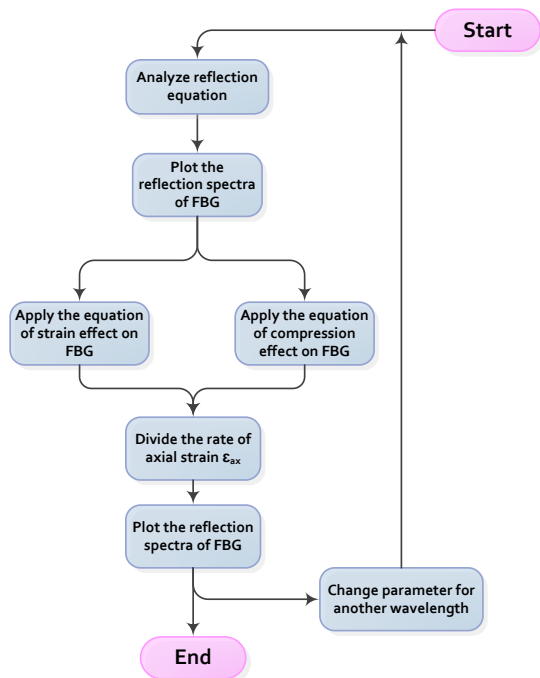 Start
Analyze reflection
equation
Plot the
reflection spectra
of FBG
Apply the equation
of strain effect on
FBG
Apply the equation
of compression
effect on FBG
Divide the rate of
axial strain εₐₓ
Plot the reflection
spectra of FBG
Change parameter for
another wavelength
End